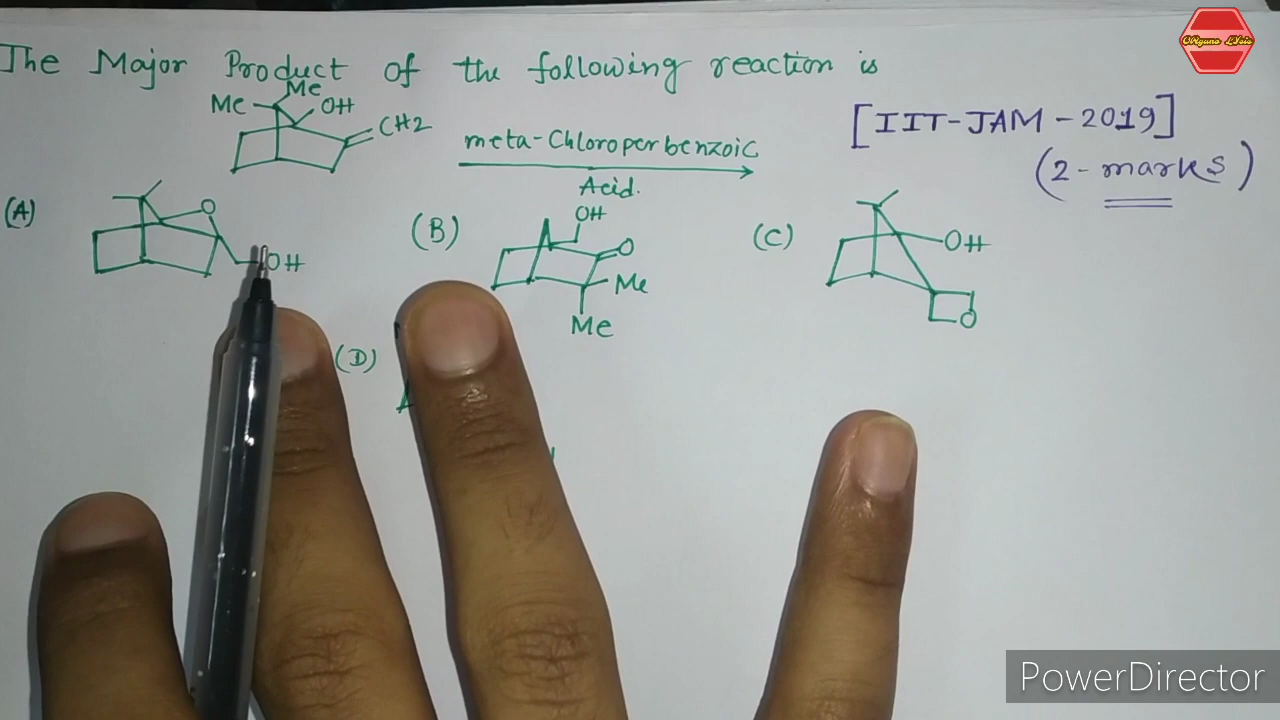 The Major Product of the following reaction is
Me Me OH CH2
meta-Chloroperbenzoic
Acid.
[IIT-JAM-2019]
(2-marks)
(A) O OH
(B) OH O Me Me
(C) OH O
(D)
PowerDirector